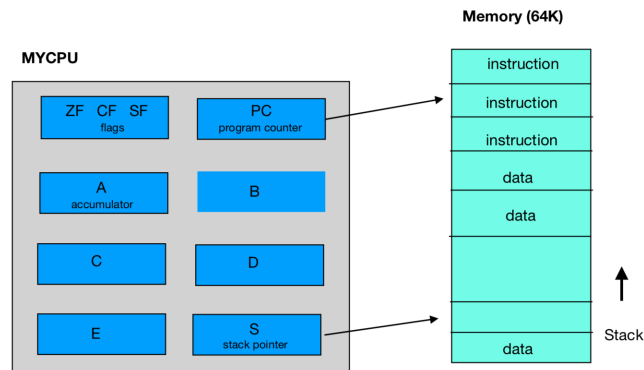 Memory (64K)
MYCPU
ZF CF SF
flags
PC
program counter
A
accumulator
B
C
D
E
S
stack pointer
instruction
instruction
instruction
data
data
data
Stack